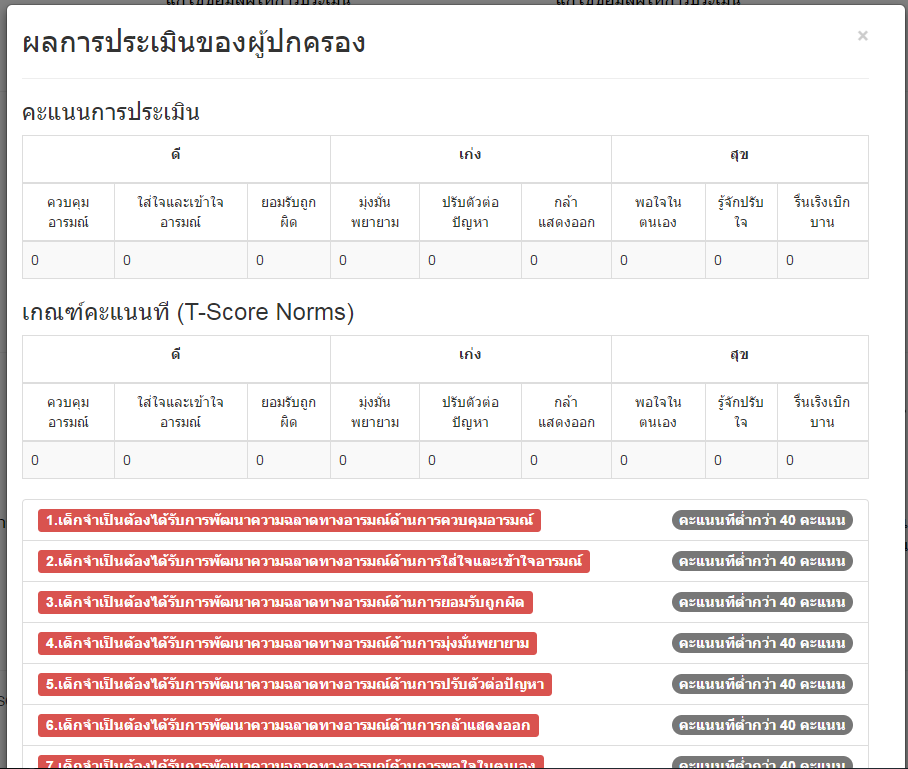 ผลการประเมินของผู้ปกครอง ×
คะแนนการประเมิน
ดี เก่ง สุข
ควบคุม ใส่ใจและเข้าใจ ยอมรับถูก มุ่งมั่น ปรับตัวต่อ กล้า พอใจใน รู้จักปรับ รื่นเริงเบิก
อารมณ์ อารมณ์ ผิด พยายาม ปัญหา แสดงออก ตนเอง ใจ บาน
0 0 0 0 0 0 0 0 0
เกณฑ์คะแนนที (T-Score Norms)
ดี เก่ง สุข
ควบคุม ใส่ใจและเข้าใจ ยอมรับถูก มุ่งมั่น ปรับตัวต่อ กล้า พอใจใน รู้จักปรับ รื่นเริงเบิก
อารมณ์ อารมณ์ ผิด พยายาม ปัญหา แสดงออก ตนเอง ใจ บาน
0 0 0 0 0 0 0 0 0
1.เด็กจำเป็นต้องได้รับการพัฒนาความฉลาดทางอารมณ์ด้านการควบคุมอารมณ์ คะแนนทีต่ำกว่า 40 คะแนน
2.เด็กจำเป็นต้องได้รับการพัฒนาความฉลาดทางอารมณ์ด้านการใส่ใจและเข้าใจอารมณ์ คะแนนทีต่ำกว่า 40 คะแนน
3.เด็กจำเป็นต้องได้รับการพัฒนาความฉลาดทางอารมณ์ด้านการยอมรับถูกผิด คะแนนทีต่ำกว่า 40 คะแนน
4.เด็กจำเป็นต้องได้รับการพัฒนาความฉลาดทางอารมณ์ด้านการมุ่งมั่นพยายาม คะแนนทีต่ำกว่า 40 คะแนน
5.เด็กจำเป็นต้องได้รับการพัฒนาความฉลาดทางอารมณ์ด้านการปรับตัวต่อปัญหา คะแนนทีต่ำกว่า 40 คะแนน
6.เด็กจำเป็นต้องได้รับการพัฒนาความฉลาดทางอารมณ์ด้านการกล้าแสดงออก คะแนนทีต่ำกว่า 40 คะแนน
7.เด็กจำเป็นต้องได้รับการพัฒนาความฉลาดทางอารมณ์ด้านการพอใจในตนเอง คะแนนทีต่ำกว่า 40 คะแนน